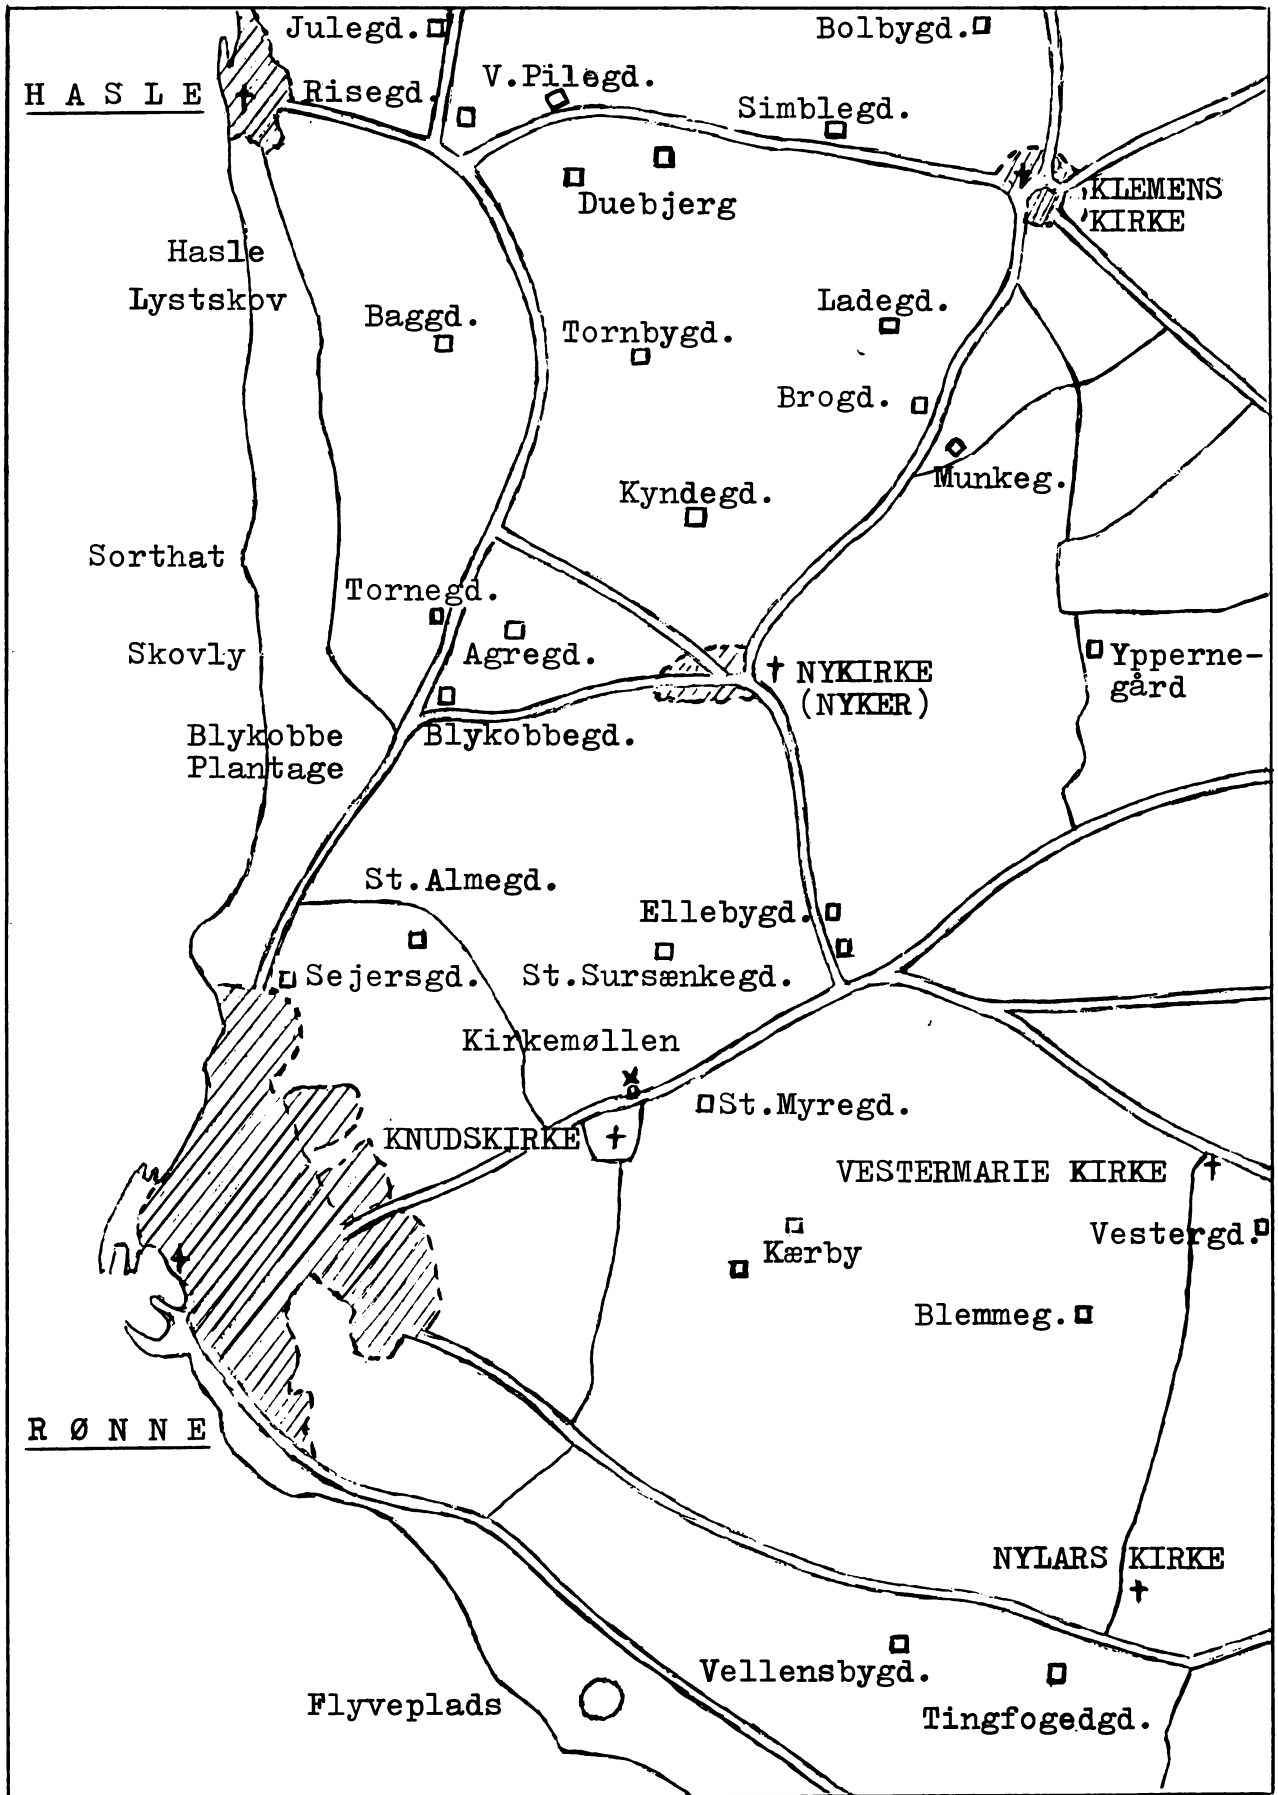 Julegd.
Bolbygd.
V.Pilegd.
HASLE
Risegd.
Simblegd.
KLEMENS
KIRKE
Duebjerg
Hasle
Lystskov
Baggd.
Tornbygd.
Ladegd.
Brogd.
Munkeg.
Kyndegd.
Sorthat
Tornegd.
Skovly
Agregd.
NYKIRKE
(NYKER)
Ypperne-
gård
Blykobbe
Plantage
Blykobbegd.
St.Almegd.
Ellebygd.
Sejersgd.
St.Sursænkegd.
Kirkemøllen
St.Myregd.
KNUDSKIRKE
VESTERMARIE KIRKE
Kærby
Vestergd.
Blemmeg.
RØNNE
NYLARS KIRKE
Vellensbygd.
Flyveplads
Tingfogedgd.